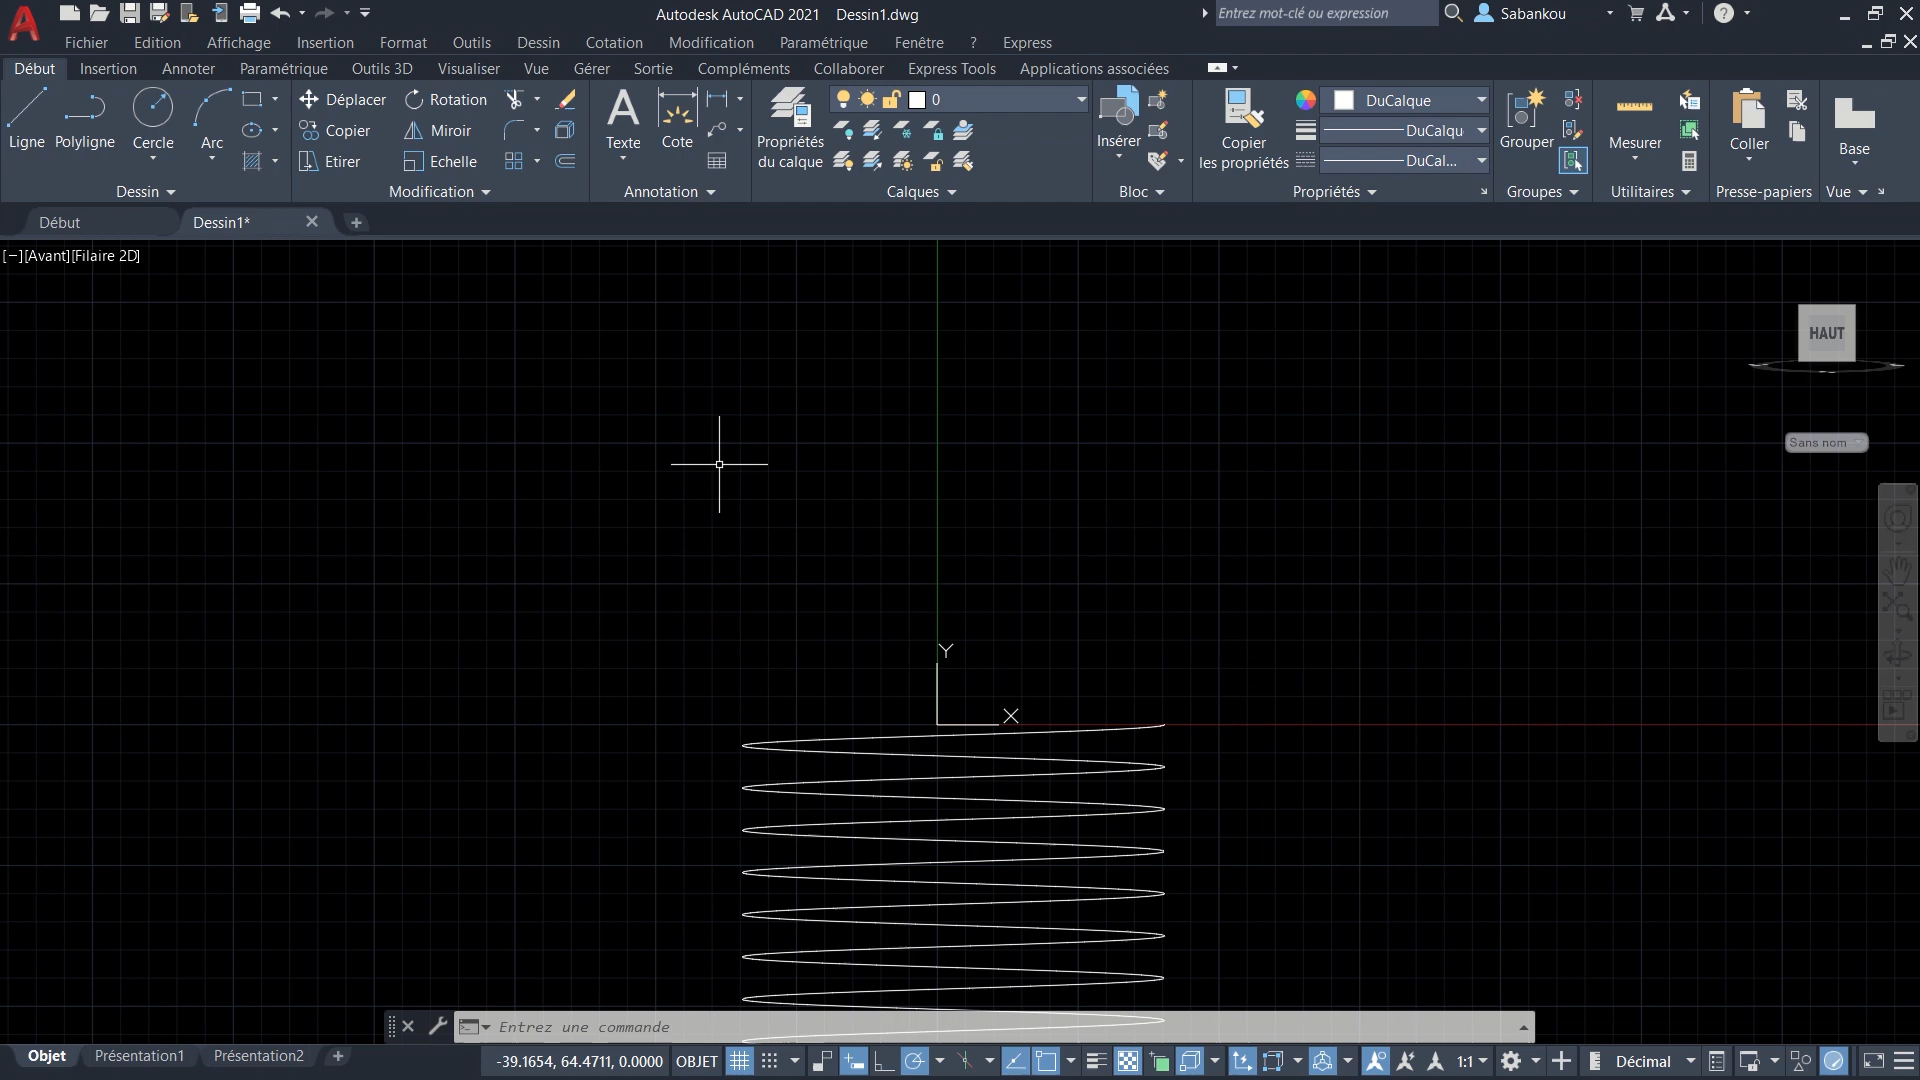 Autodesk AutoCAD 2021 Dessin1.dwg
Entrez mot-clé ou expression
Sabankou
?
Fichier Edition Affichage Insertion Format Outils Dessin Cotation Modification Paramétrique Fenêtre ? Express
Début Insertion Annoter Paramétrique Outils 3D Visualiser Vue Gérer Sortie Compléments Collaborer Express Tools Applications associées
Ligne
Polyligne
Cercle
Arc
Dessin
Déplacer Rotation
Copier Miroir
Etirer Echelle
Modification
A
Texte
Cote
Annotation
Propriétés
du calque
0
Calques
Insérer
Bloc
Copier
les propriétés
DuCalque
DuCalqu
DuCal...
Propriétés
Grouper
Groupes
Mesurer
Utilitaires
Coller
Presse-papiers
Base
Vue
Début
Dessin1*
[−][Avant][Filaire 2D]
HAUT
Sans nom
Y
X
Entrez une commande
Objet Présentation1 Présentation2
-39.1654, 64.4711, 0.0000 OBJET 1:1 Décimal